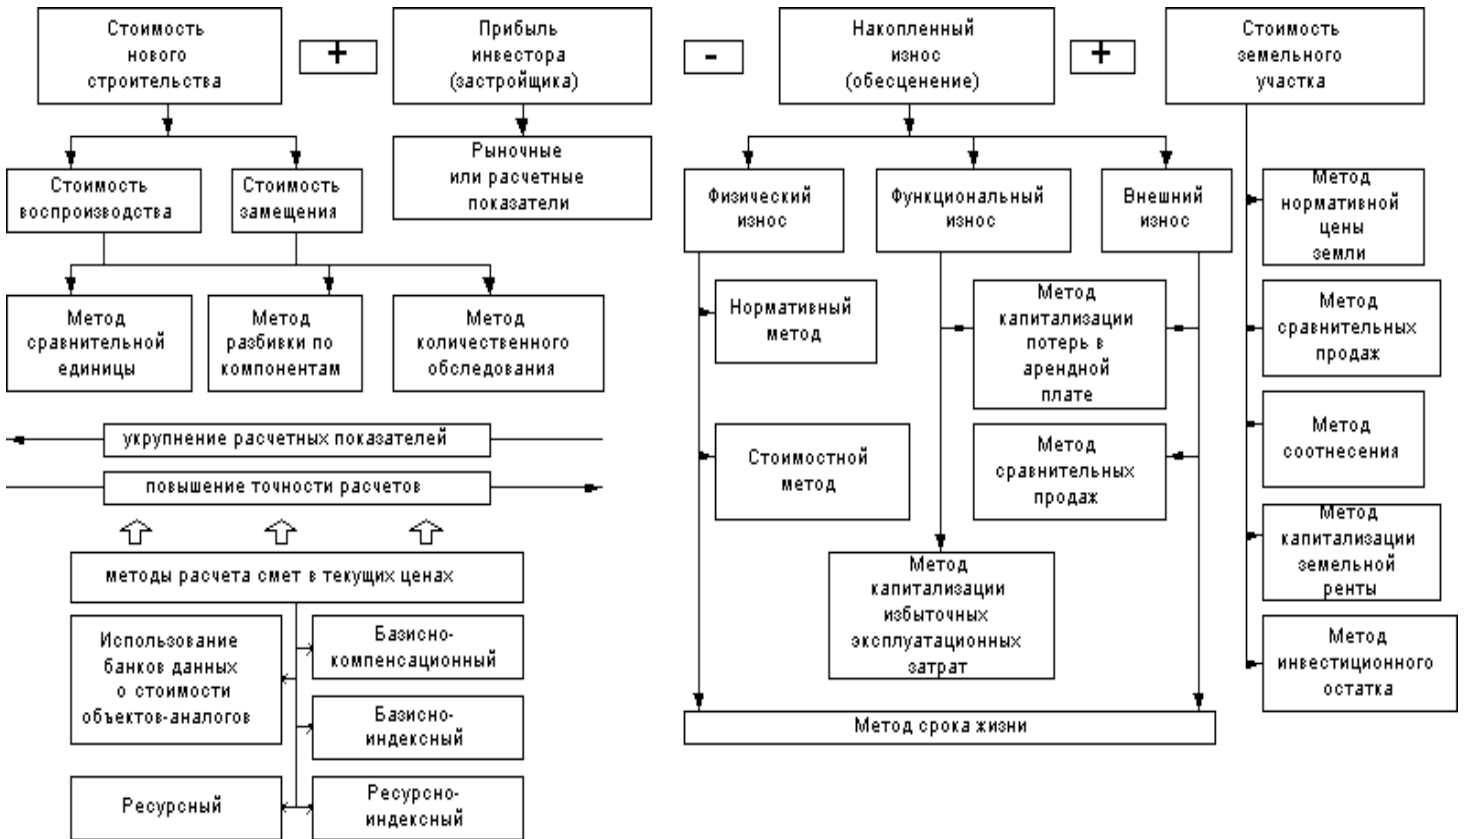 Стоимость
нового
строительства
+
Прибыль
инвестора
(застройщика)
-
Накопленный
износ
(обесценение)
+
Стоимость
земельного
участка
Стоимость
воспроизводства
Стоимость
замещения
Рыночные
или расчетные
показатели
Физический
износ
Функциональный
износ
Внешний
износ
Метод
нормативной
цены
земли
Метод
сравнительной
единицы
Метод
разбивки по
компонентам
Метод
количественного
обследования
Нормативный
метод
Метод
капитализации
потерь в
арендной
плате
Метод
сравнительных
продаж
укрупнение расчетных показателей
повышение точности расчетов
Стоимостной
метод
Метод
сравнительных
продаж
Метод
соотнесения
методы расчета смет в текущих ценах
Метод
капитализации
избыточных
эксплуатационных
затрат
Метод
капитализации
земельной
ренты
Использование
банков данных
о стоимости
объектов-аналогов
Базисно-
компенсационный
Метод
инвестиционного
остатка
Базисно-
индексный
Метод срока жизни
Ресурсный
Ресурсно-
индексный